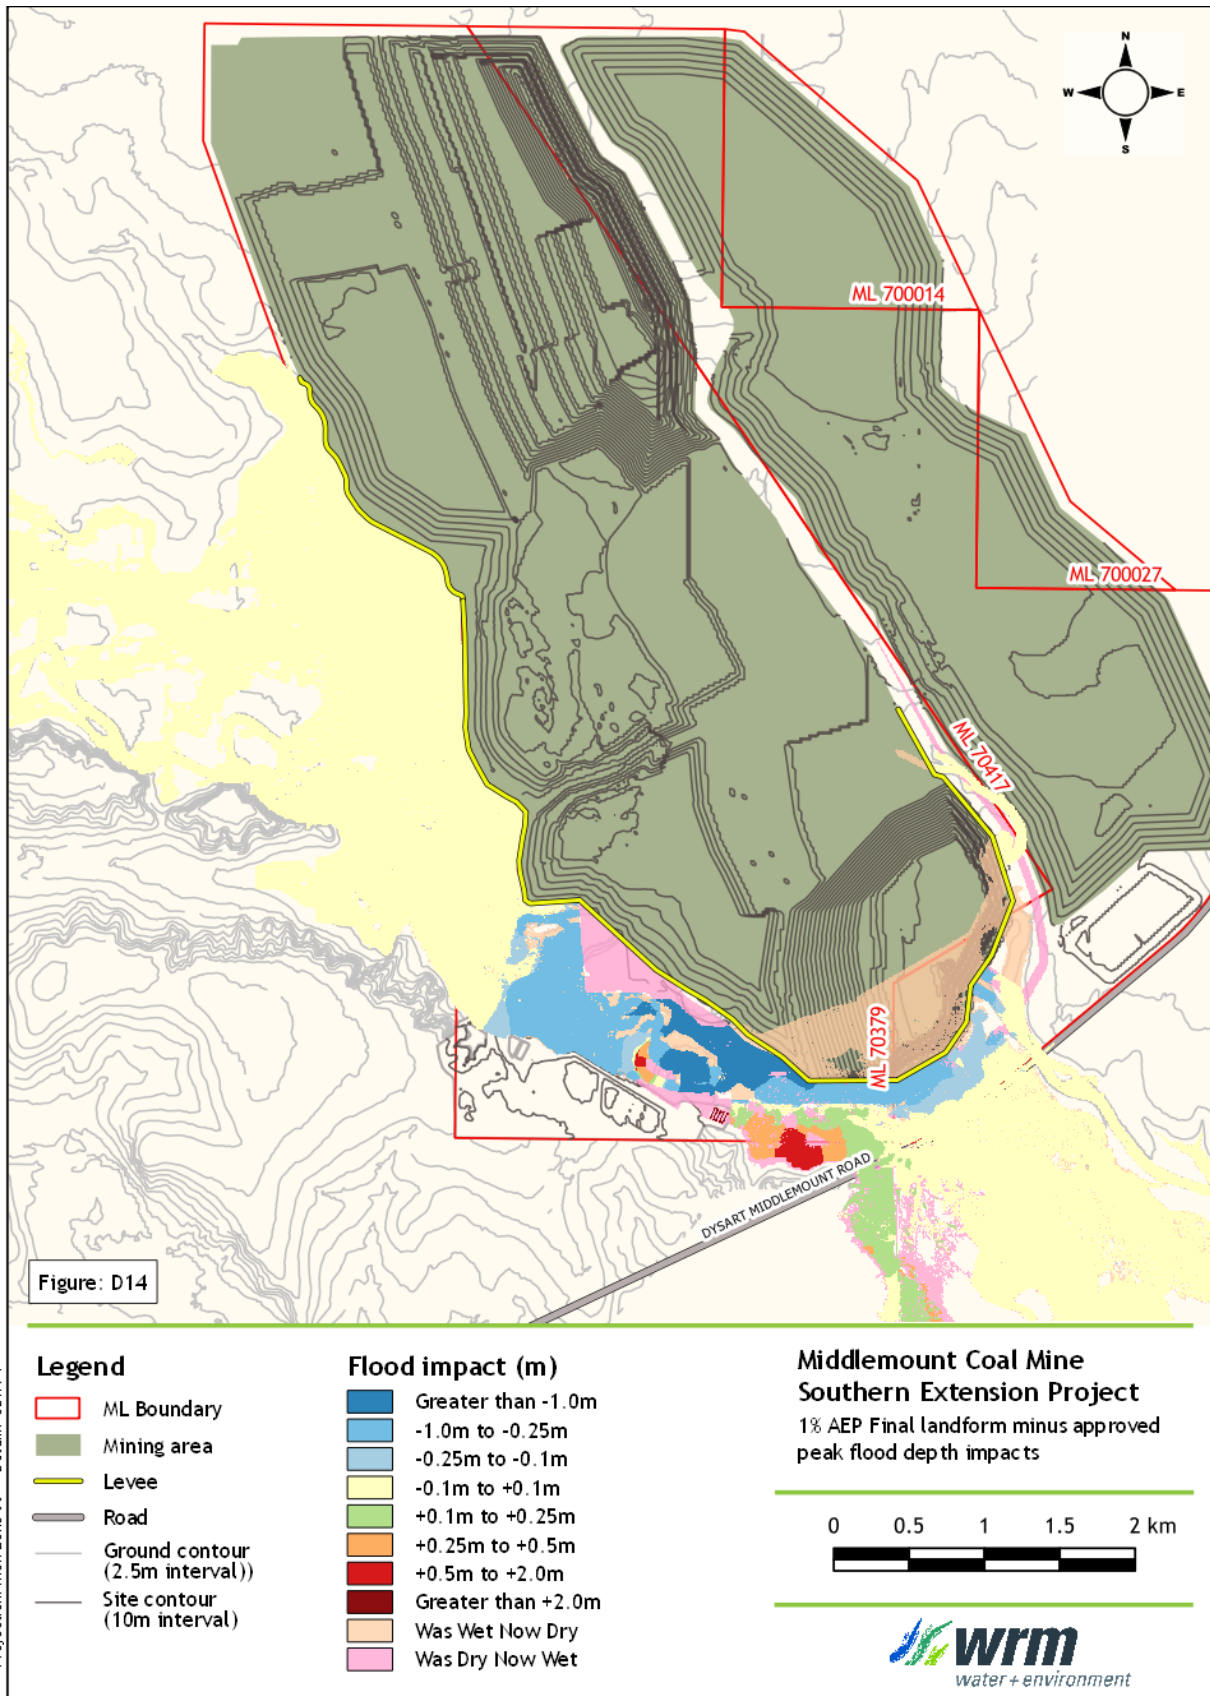 N
W
E
S
ML 700014
ML 700027
ML 70417
ML 70379
DYSART MIDDLEMOUNT ROAD
Figure: D14
Legend
ML Boundary
Mining area
Levee
Road
Ground contour
(2.5m interval))
Site contour
(10m interval)
Flood impact (m)
Greater than -1.0m
-1.0m to -0.25m
-0.25m to -0.1m
-0.1m to +0.1m
+0.1m to +0.25m
+0.25m to +0.5m
+0.5m to +2.0m
Greater than +2.0m
Was Wet Now Dry
Was Dry Now Wet
Middlemount Coal Mine
Southern Extension Project
1% AEP Final landform minus approved
peak flood depth impacts
0 0.5 1 1.5 2 km
wrm
water + environment